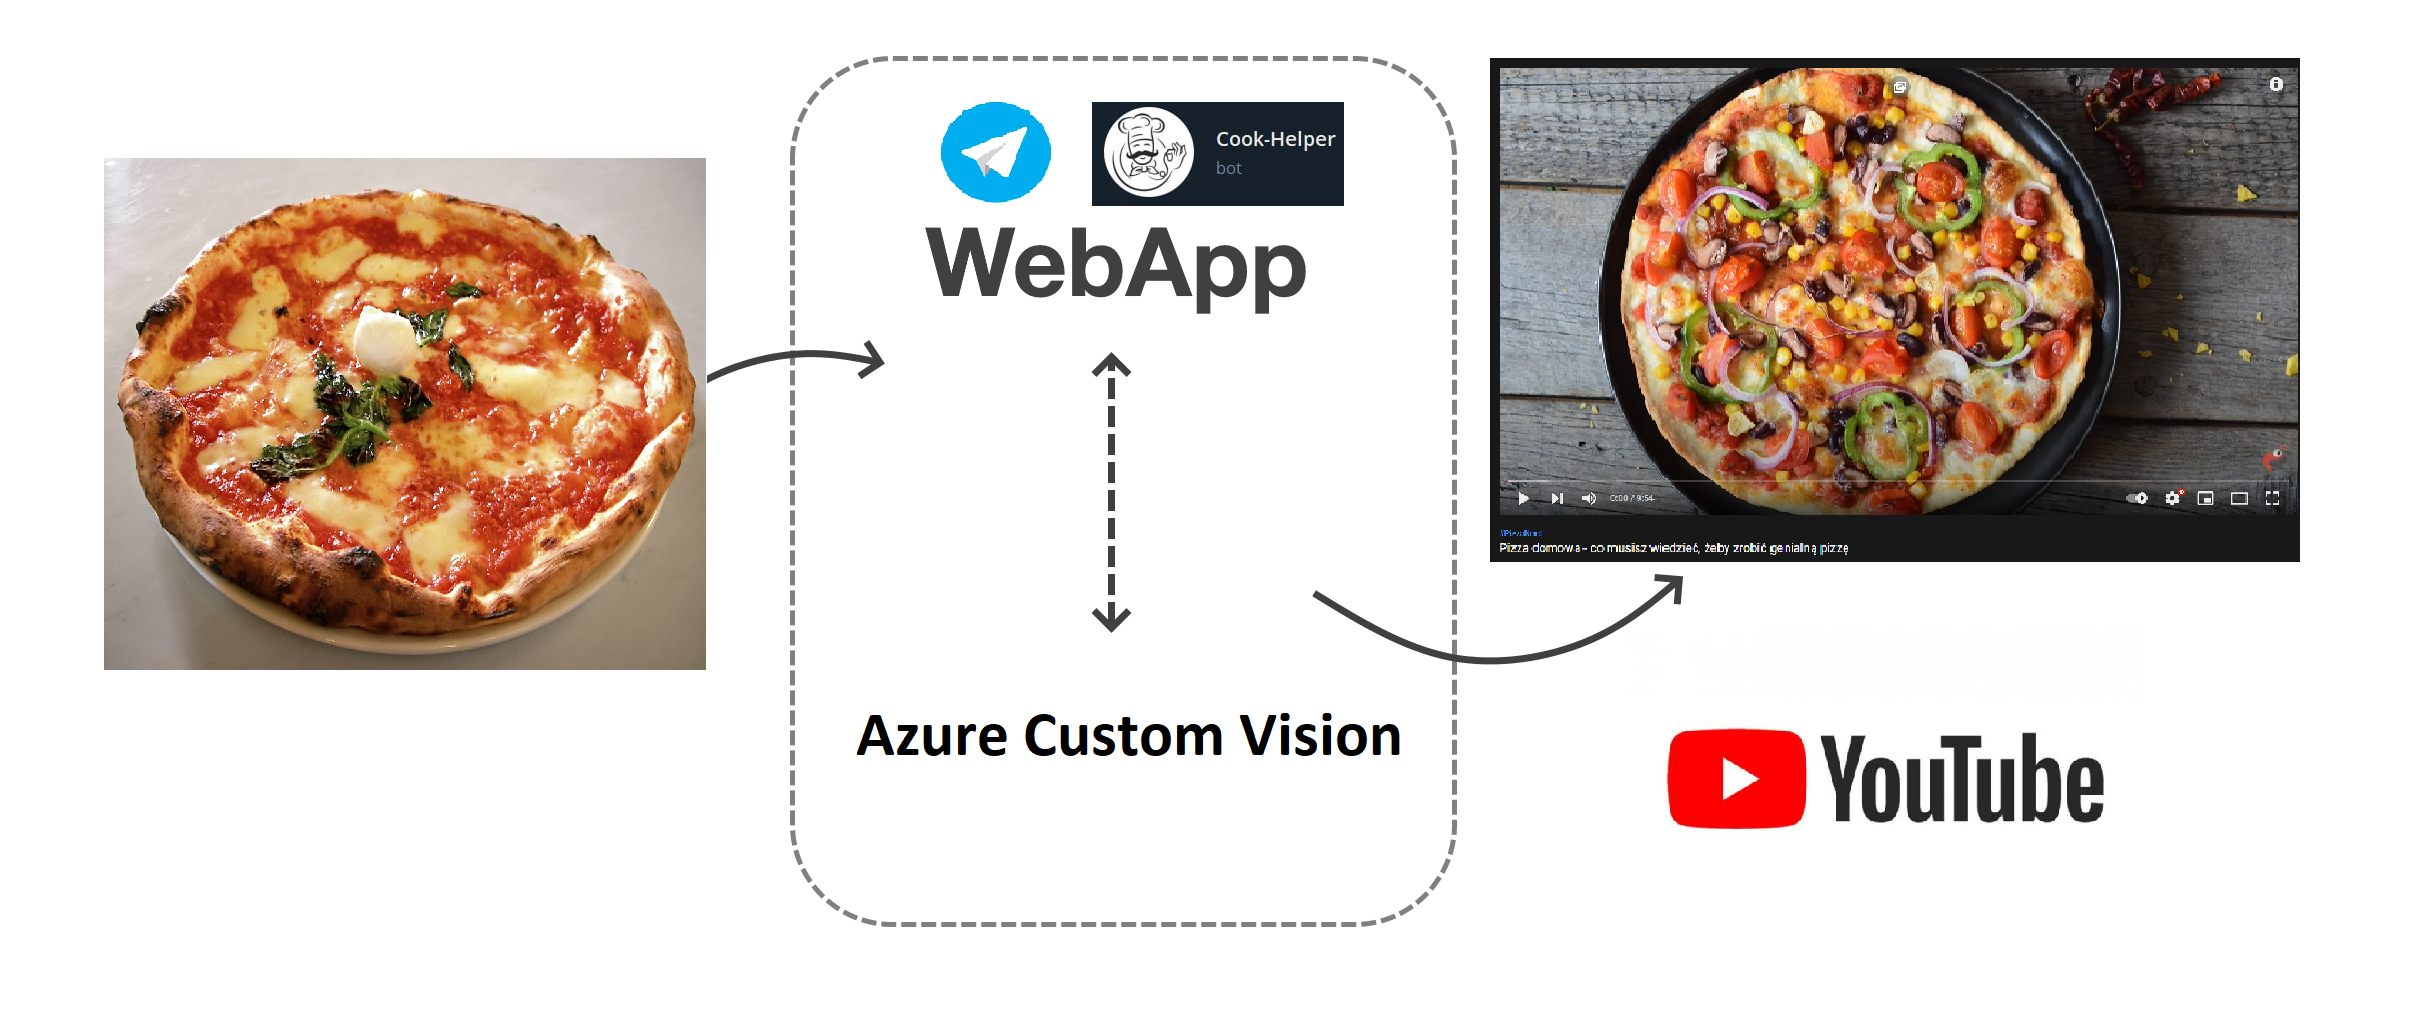 Cook-Helper
bot
WebApp
Azure Custom Vision
0:00 / 9:54
#PizzaNood
Pizza domowa - co musisz wiedzieć, żeby zrobić genialną pizzę
YouTube